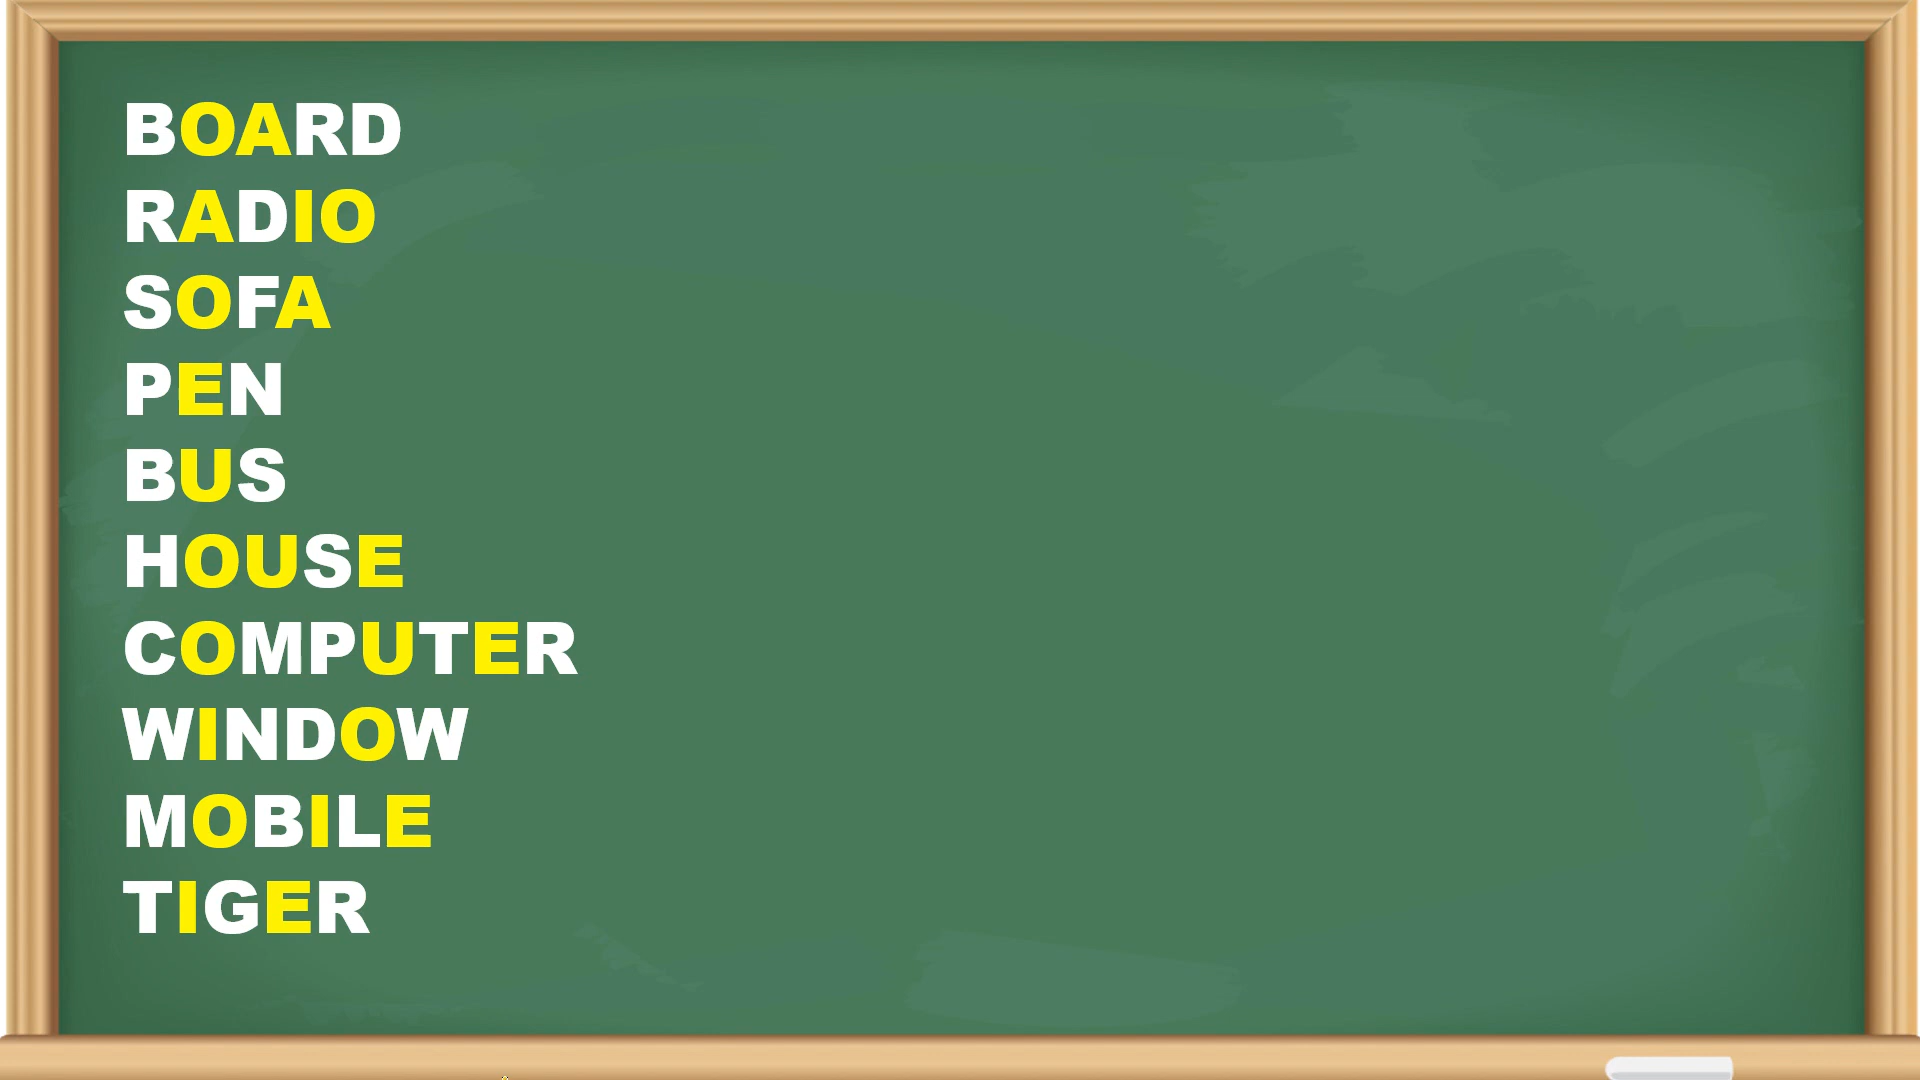 BOARD
RADIO
SOFA
PEN
BUS
HOUSE
COMPUTER
WINDOW
MOBILE
TIGER